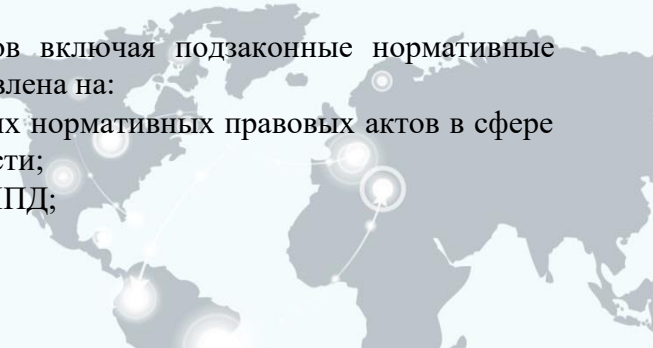 ов включая подзаконные нормативные
влена на:
их нормативных правовых актов в сфере
сти;
ПД;